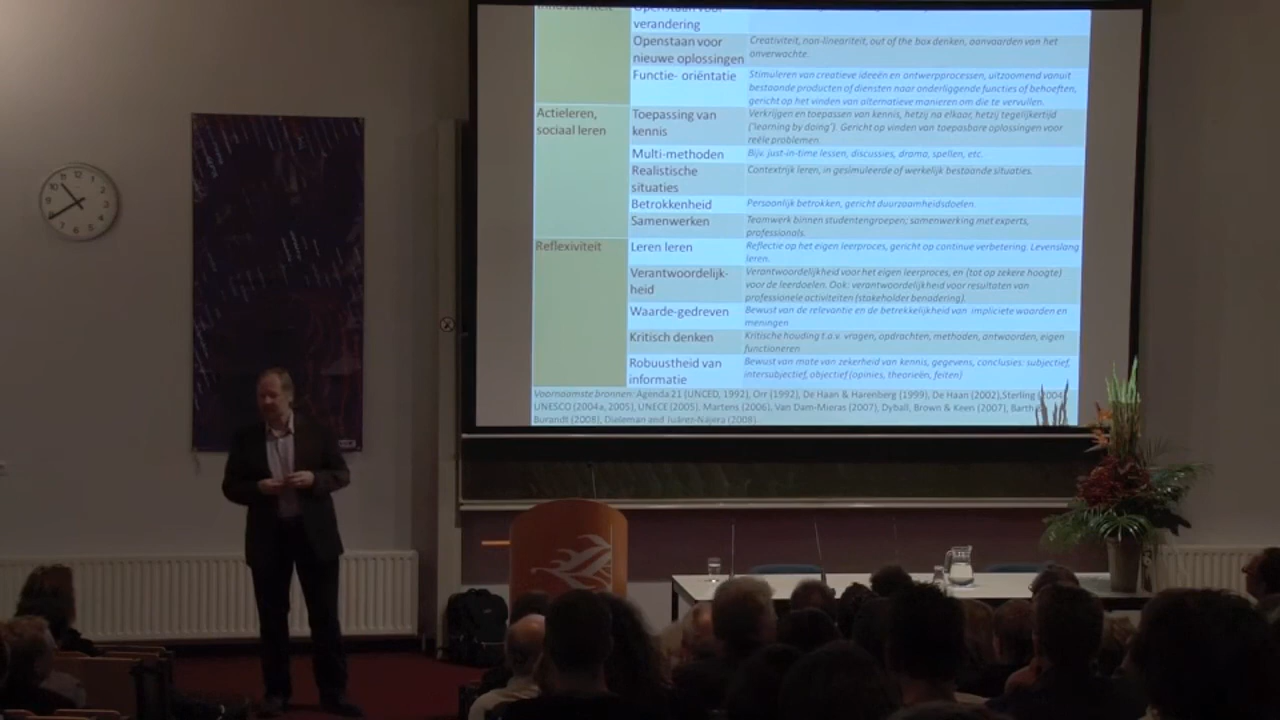 Innovativiteit
Openstaan voor
verandering
Openstaan voor
nieuwe oplossingen
Creativiteit, non-lineariteit, out of the box denken, aanvaarden van het
onverwachte.
Functie- oriëntatie
Stimuleren van creatieve ideeën en ontwerpprocessen, uitzoomend vanuit
bestaande producten of diensten naar onderliggende functies of behoeften,
gericht op het vinden van alternatieve manieren om die te vervullen.
Actieleren,
sociaal leren
Toepassing van
kennis
Verkrijgen en toepassen van kennis, hetzij na elkaar, hetzij tegelijkertijd
('learning by doing'). Gericht op vinden van toepasbare oplossingen voor
reële problemen.
Multi-methoden
Bijv. just-in-time lessen, discussies, drama, spellen, etc.
Realistische
situaties
Contextrijk leren, in gesimuleerde of werkelijk bestaande situaties.
Betrokkenheid
Persoonlijk betrokken, gericht duurzaamheidsdoelen.
Samenwerken
Teamwerk binnen studentengroepen; samenwerking met experts,
professionals.
Reflexiviteit
Leren leren
Reflectie op het eigen leerproces, gericht op continue verbetering. Levenslang
leren.
Verantwoordelijk-
heid
Verantwoordelijkheid voor het eigen leerproces, en (tot op zekere hoogte)
voor de leerdoelen. Ook: verantwoordelijkheid voor resultaten van
professionele activiteiten (stakeholder benadering).
Waarde-gedreven
Bewust van de relevantie en de betrekkelijkheid van impliciete waarden en
meningen
Kritisch denken
Kritische houding t.a.v. vragen, opdrachten, methoden, antwoorden, eigen
functioneren
Robuustheid van
informatie
Bewust van mate van zekerheid van kennis, gegevens, conclusies: subjectief,
intersubjectief, objectief (opinies, theorieën, feiten)
Voornaamste bronnen: Agenda 21 (UNCED, 1992), Orr (1992), De Haan & Harenberg (1999), De Haan (2002),Sterling (2004
UNESCO (2004a, 2005), UNECE (2005), Martens (2006), Van Dam-Mieras (2007), Dyball, Brown & Keen (2007), Barth
Burandt (2008), Dieleman and Juárez-Nájera (2008)